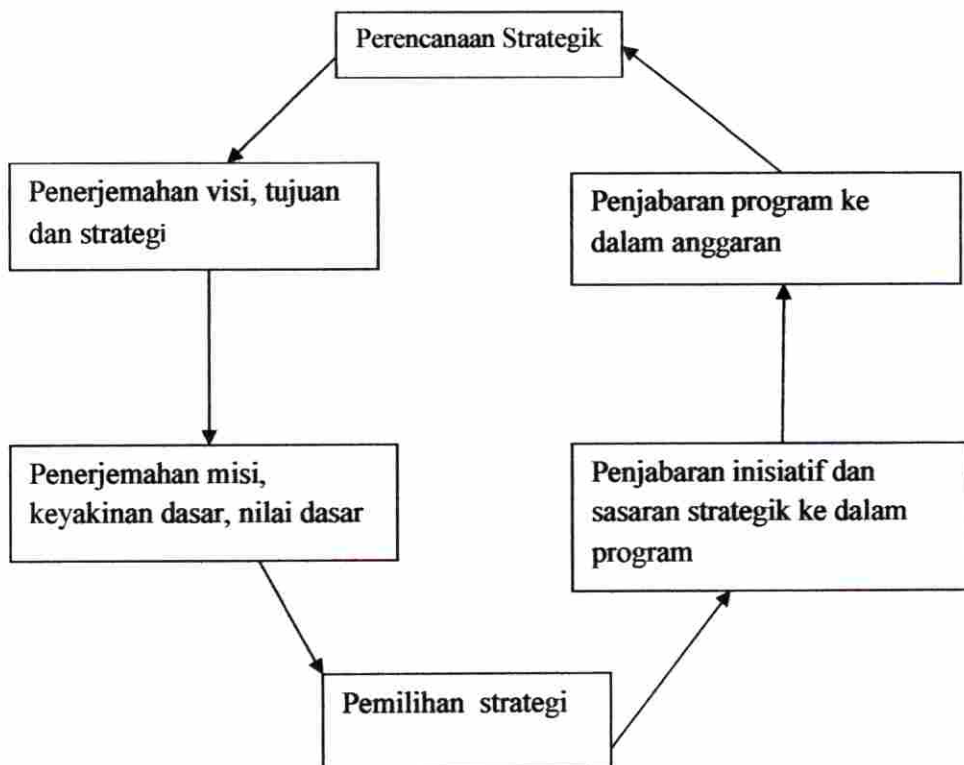 Perencanaan Strategik
Penerjemahan visi, tujuan
dan strategi
Penerjemahan misi,
keyakinan dasar, nilai dasar
Pemilihan strategi
Penjabaran inisiatif dan
sasaran strategik ke dalam
program
Penjabaran program ke
dalam anggaran